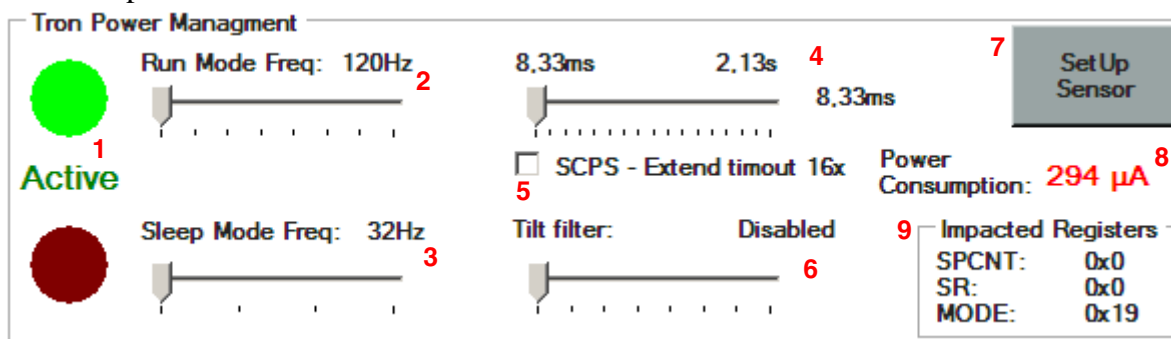 Tron Power Managment
Run Mode Freq: 120Hz 2
8,33ms 2,13s 4
8,33ms
7 Set Up Sensor
1
Active
5 SCPS - Extend timout 16x
Power Consumption: 294 µA 8
Sleep Mode Freq: 32Hz 3
Tilt filter: Disabled 6
9 Impacted Registers
SPCNT: 0x0
SR: 0x0
MODE: 0x19